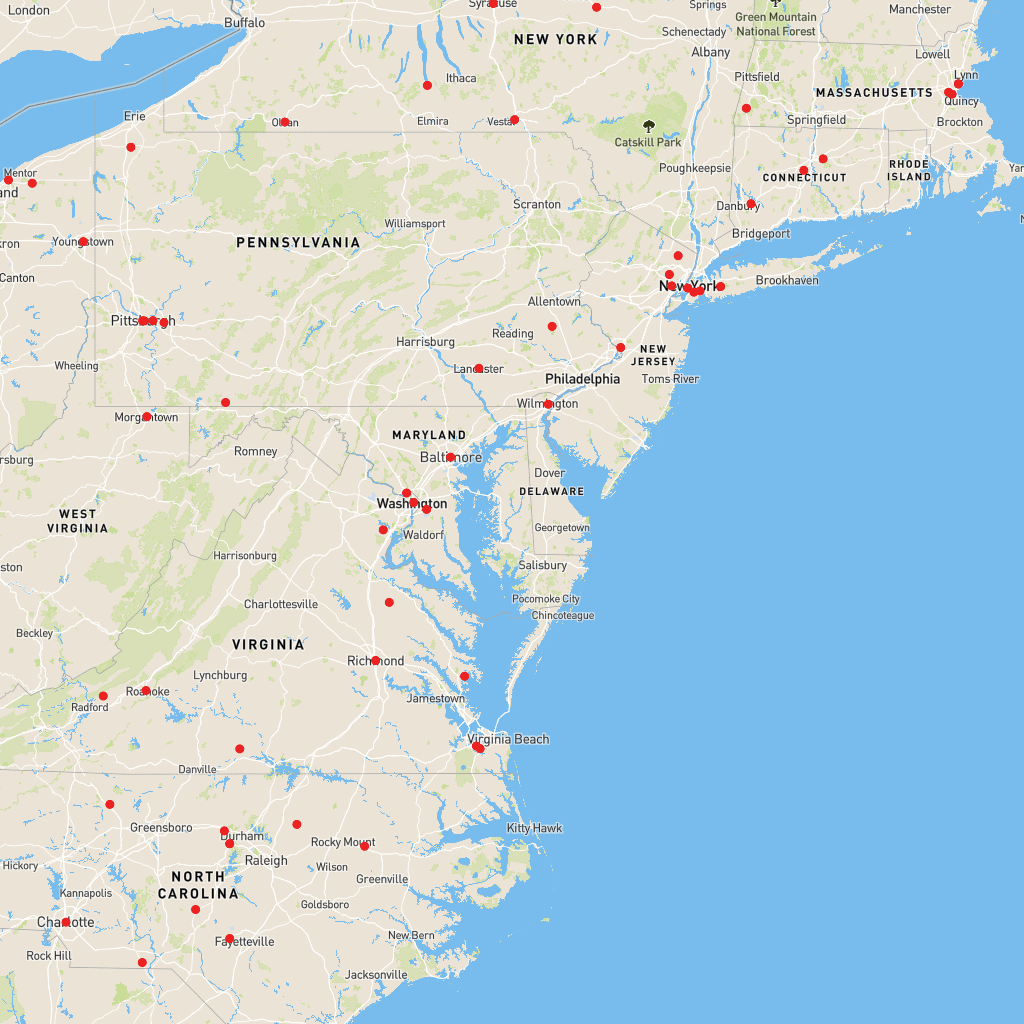 London
Buffalo
Syracuse
NEW YORK
Springs
Green Mountain
National Forest
Manchester
Schenectady
Albany
Lowell
Ithaca
Pittsfield
Lynn
MASSACHUSETTS
Quincy
Erie
Olean
Elmira
Vestal
Springfield
Brockton
Catskill Park
Mentor
Poughkeepsie
CONNECTICUT
RHODE
ISLAND
Yar
and
Williamsport
Scranton
Danbury
N
kron
Youngstown
PENNSYLVANIA
Bridgeport
Canton
New York
Brookhaven
Allentown
Pittsburgh
Reading
Harrisburg
NEW
JERSEY
Wheeling
Lancaster
Philadelphia
Toms River
Morgantown
Wilmington
MARYLAND
Romney
Baltimore
rsburg
Dover
DELAWARE
Washington
WEST
VIRGINIA
Waldorf
Georgetown
Harrisonburg
ston
Salisbury
Charlottesville
Pocomoke City
Chincoteague
Beckley
VIRGINIA
Richmond
Lynchburg
Roanoke
Radford
Jamestown
Virginia Beach
Danville
Greensboro
Durham
Rocky Mount
Kitty Hawk
Raleigh
Hickory
Wilson
NORTH
CAROLINA
Greenville
Kannapolis
Goldsboro
Charlotte
Fayetteville
New Bern
Rock Hill
Jacksonville